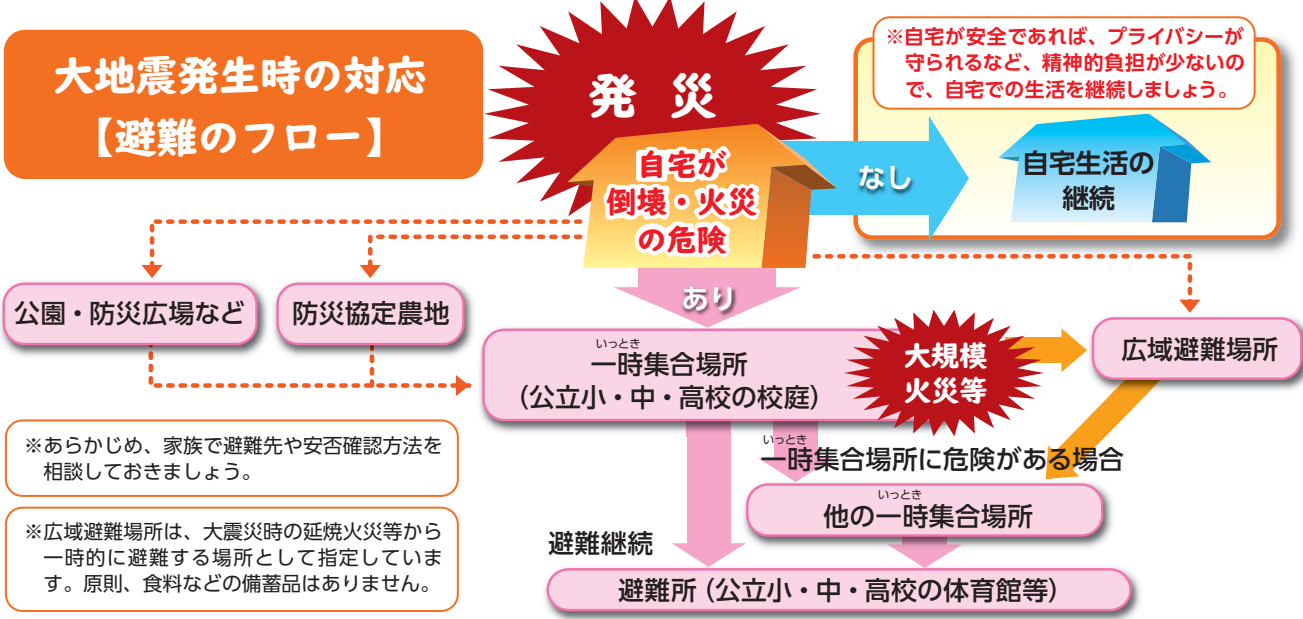 大地震発生時の対応
【避難のフロー】
発災
※自宅が安全であれば、プライバシーが
守られるなど、精神的負担が少ないの
で、自宅での生活を継続しましょう。
自宅が
倒壊・火災
の危険
なし
自宅生活の
継続
あり
公園・防災広場など
防災協定農地
いっとき
一時集合場所
(公立小・中・高校の校庭)
大規模
火災等
広域避難場所
※あらかじめ、家族で避難先や安否確認方法を
相談しておきましょう。
いっとき
一時集合場所に危険がある場合
いっとき
他の一時集合場所
※広域避難場所は、大震災時の延焼火災等から
一時的に避難する場所として指定していま
す。原則、食料などの備蓄品はありません。
避難継続
避難所(公立小・中・高校の体育館等)